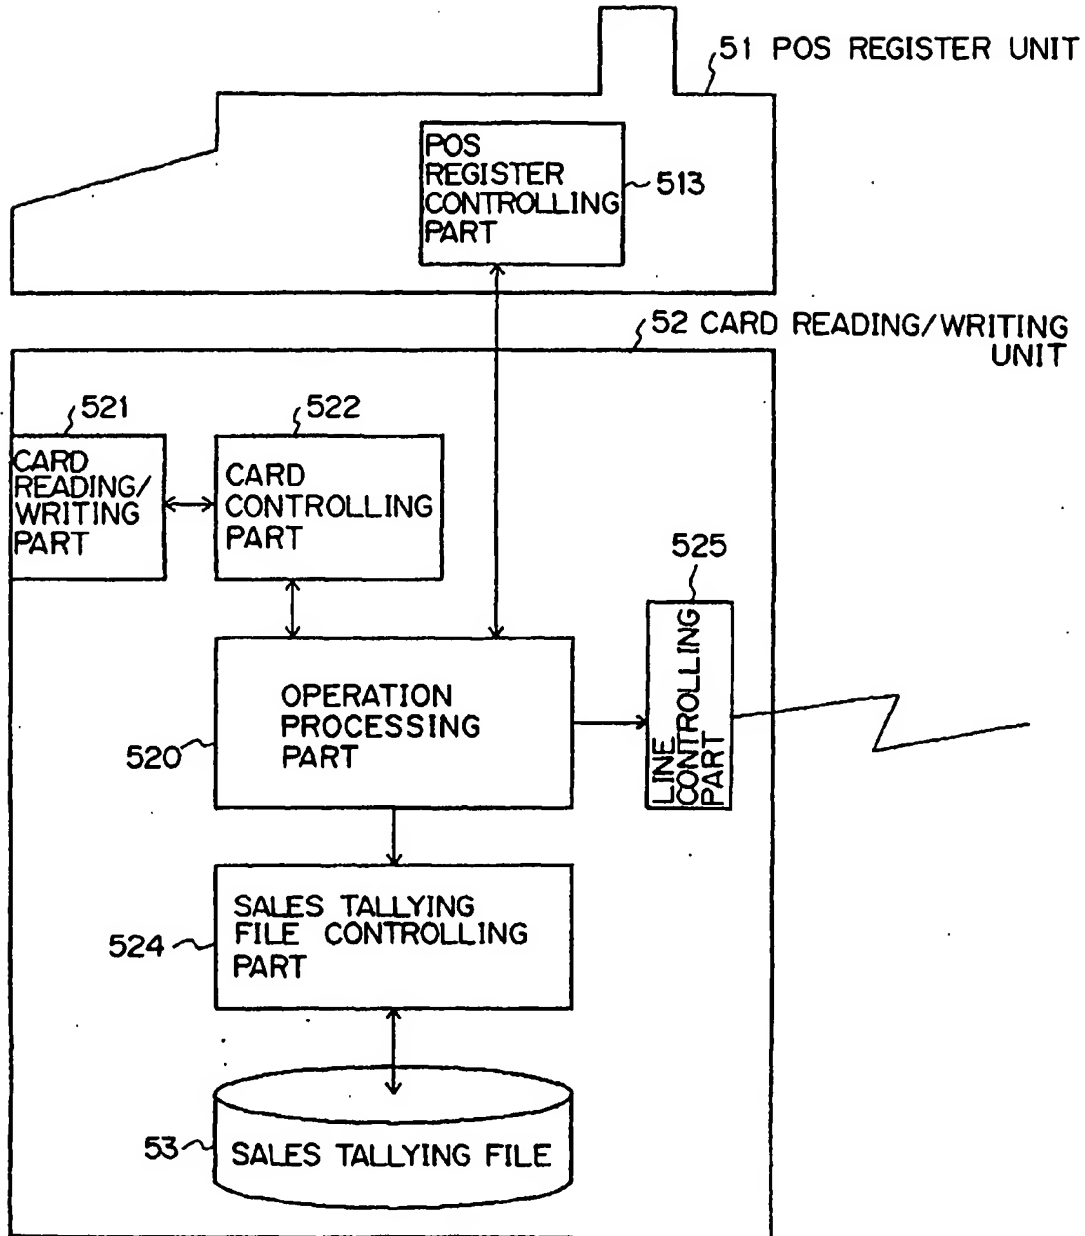 51 POS REGISTER UNIT
POS
REGISTER
CONTROLLING
PART
513
52 CARD READING/WRITING
UNIT
521
522
CARD
READING/
WRITING
PART
CARD
CONTROLLING
PART
525
LINE
CONTROLLING
PART
OPERATION
PROCESSING
PART
520
SALES TALLYING
FILE CONTROLLING
PART
524
53
SALES TALLYING FILE